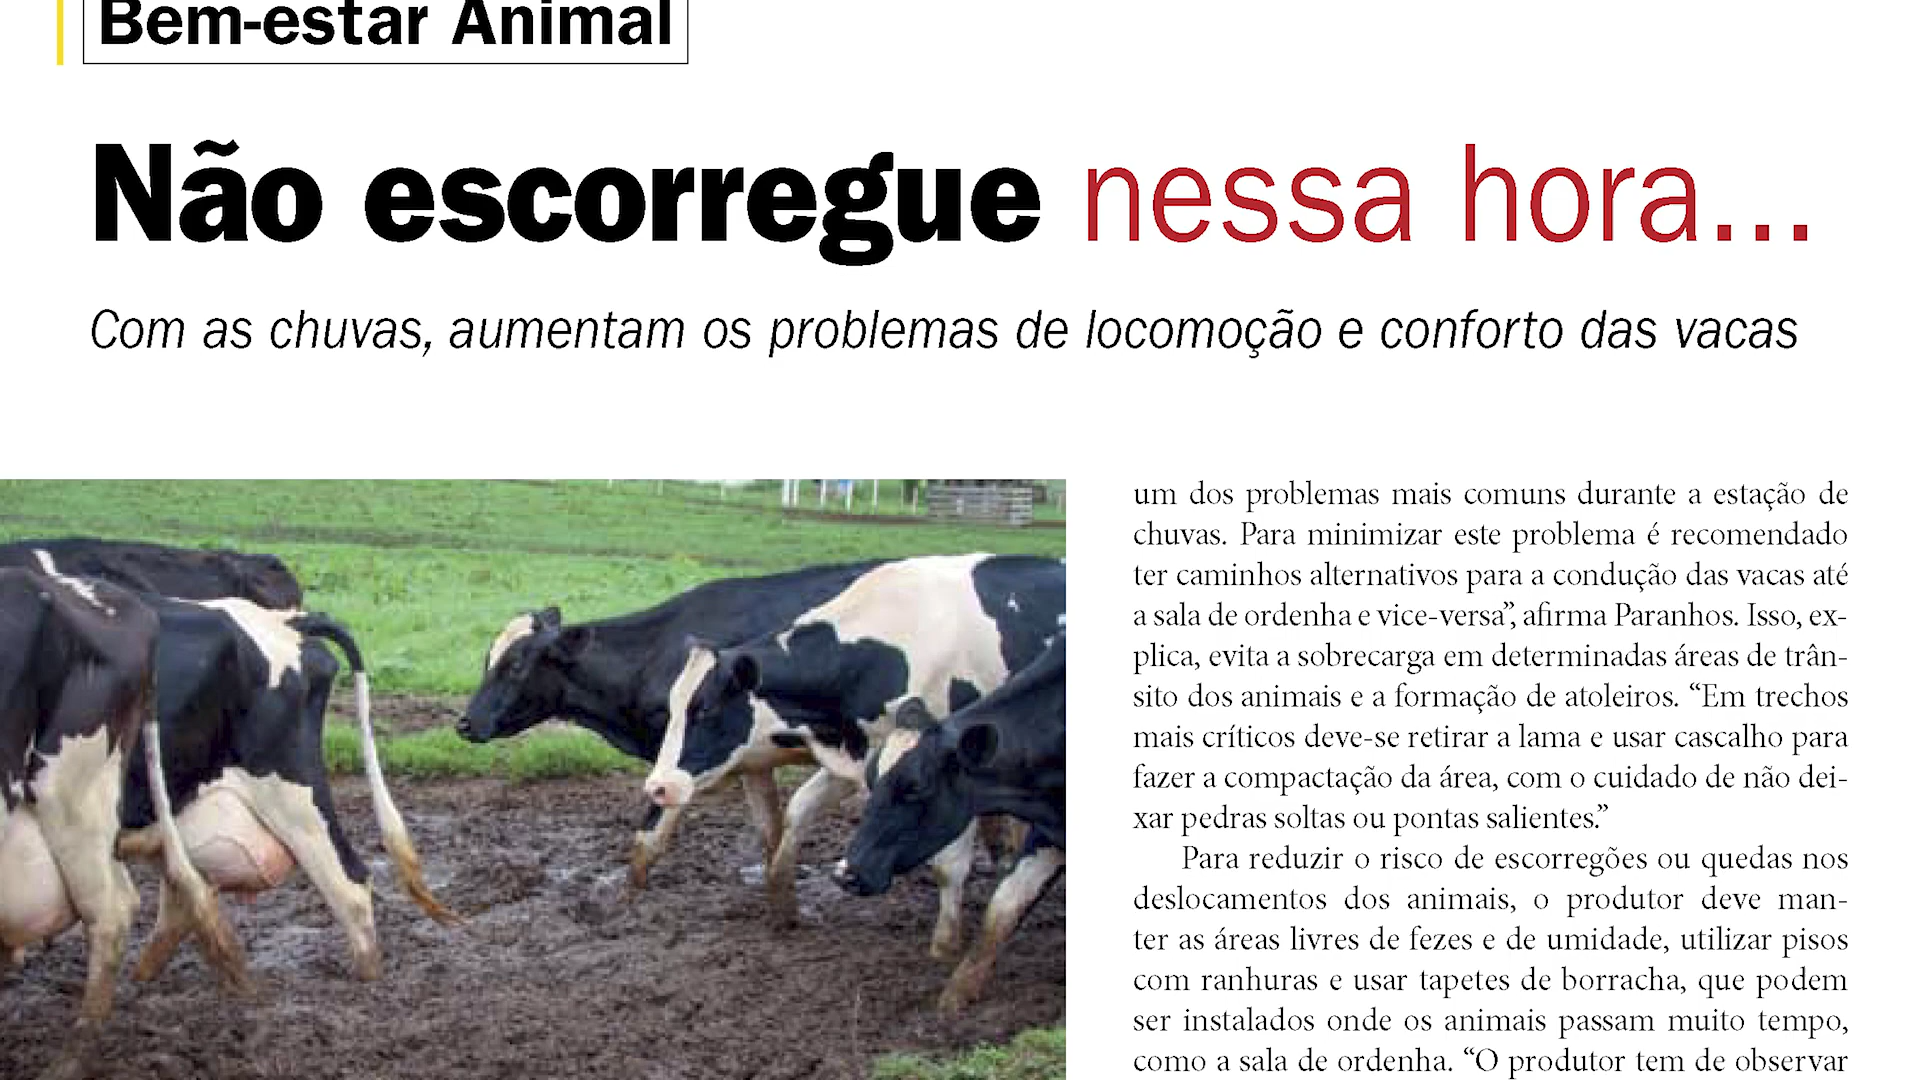 Bem-estar Animal
Não escorregue nessa hora...
Com as chuvas, aumentam os problemas de locomoção e conforto das vacas
um dos problemas mais comuns durante a estação de
chuvas. Para minimizar este problema é recomendado
ter caminhos alternativos para a condução das vacas até
a sala de ordenha e vice-versa”, afirma Paranhos. Isso, ex-
plica, evita a sobrecarga em determinadas áreas de trân-
sito dos animais e a formação de atoleiros. “Em trechos
mais críticos deve-se retirar a lama e usar cascalho para
fazer a compactação da área, com o cuidado de não dei-
xar pedras soltas ou pontas salientes.”
Para reduzir o risco de escorregões ou quedas nos
deslocamentos dos animais, o produtor deve man-
ter as áreas livres de fezes e de umidade, utilizar pisos
com ranhuras e usar tapetes de borracha, que podem
ser instalados onde os animais passam muito tempo,
como a sala de ordenha. “O produtor tem de observar